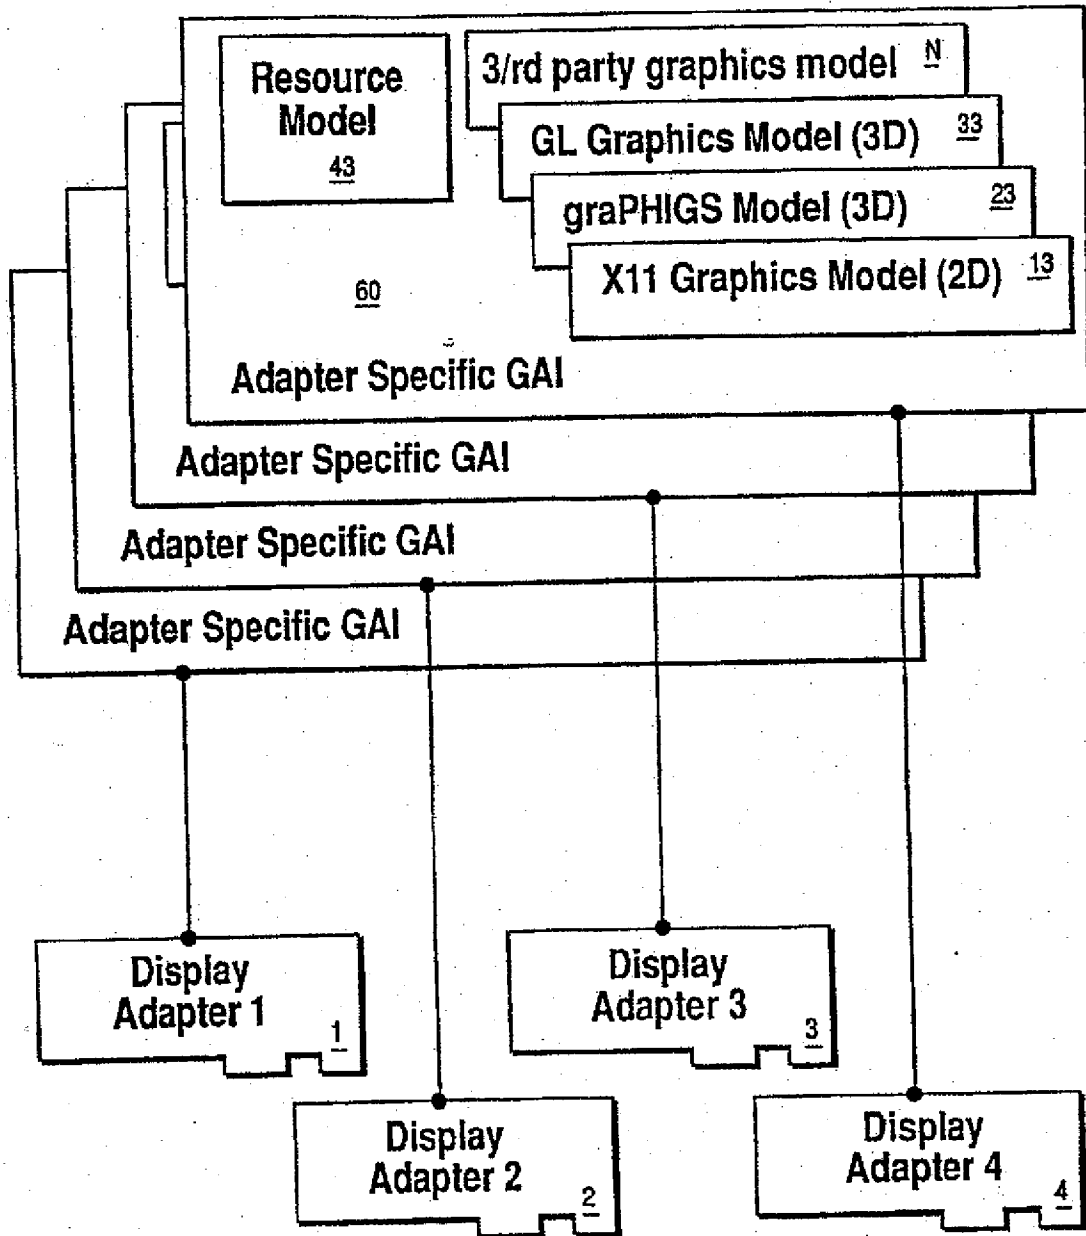 Resource
Model
43
3/rd party graphics model N
GL Graphics Model (3D) 33
graPHIGS Model (3D) 23
X11 Graphics Model (2D) 13
60
Adapter Specific GAI
Adapter Specific GAI
Adapter Specific GAI
Adapter Specific GAI
Display
Adapter 1
1
Display
Adapter 3
3
Display
Adapter 2
2
Display
Adapter 4
4